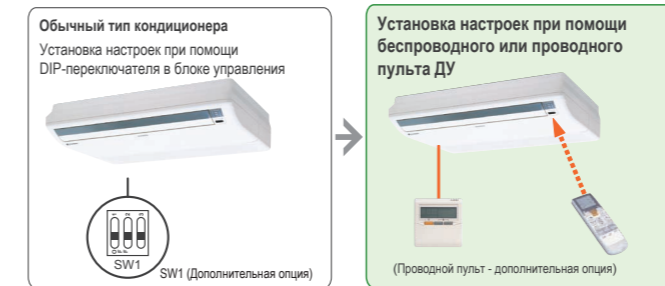 Обычный тип кондиционера
Установка настроек при помощи
DIP-переключателя в блоке управления
SW1
SW1 (Дополнительная опция)
Установка настроек при помощи
беспроводного или проводного
пульта ДУ
(Проводной пульт - дополнительная опция)